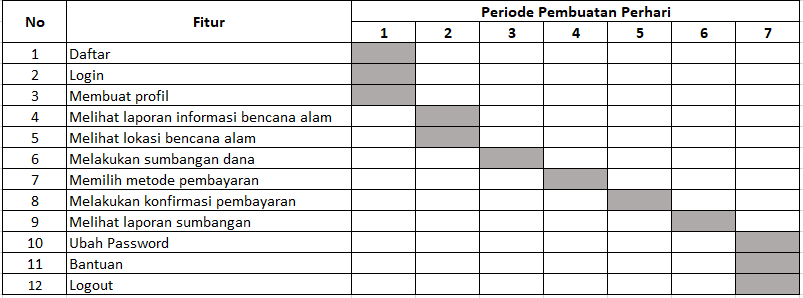 No Fitur Periode Pembuatan Perhari
1 2 3 4 5 6 7
1 Daftar
2 Login
3 Membuat profil
4 Melihat laporan informasi bencana alam
5 Melihat lokasi bencana alam
6 Melakukan sumbangan dana
7 Memilih metode pembayaran
8 Melakukan konfirmasi pembayaran
9 Melihat laporan sumbangan
10 Ubah Password
11 Bantuan
12 Logout